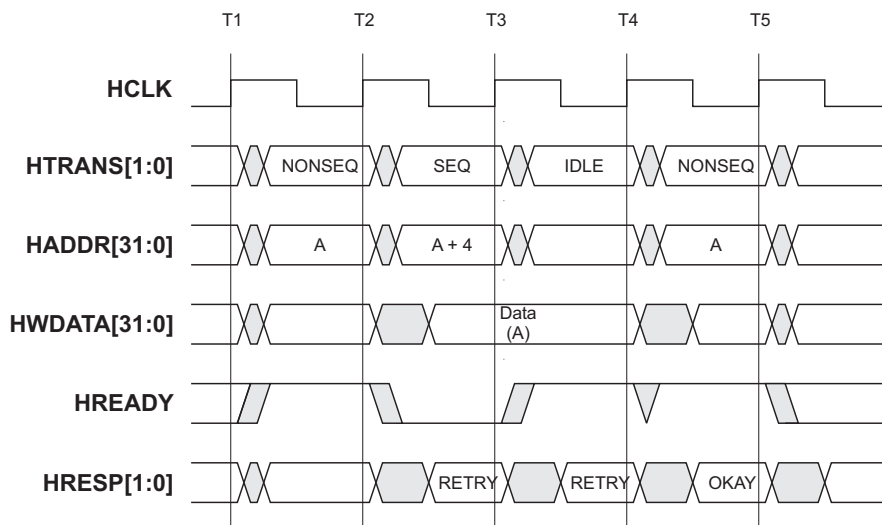 T1 T2 T3 T4 T5
HCLK
HTRANS[1:0] NONSEQ SEQ IDLE NONSEQ
HADDR[31:0] A A + 4 A
HWDATA[31:0] Data
(A)
HREADY
HRESP[1:0] RETRY RETRY OKAY